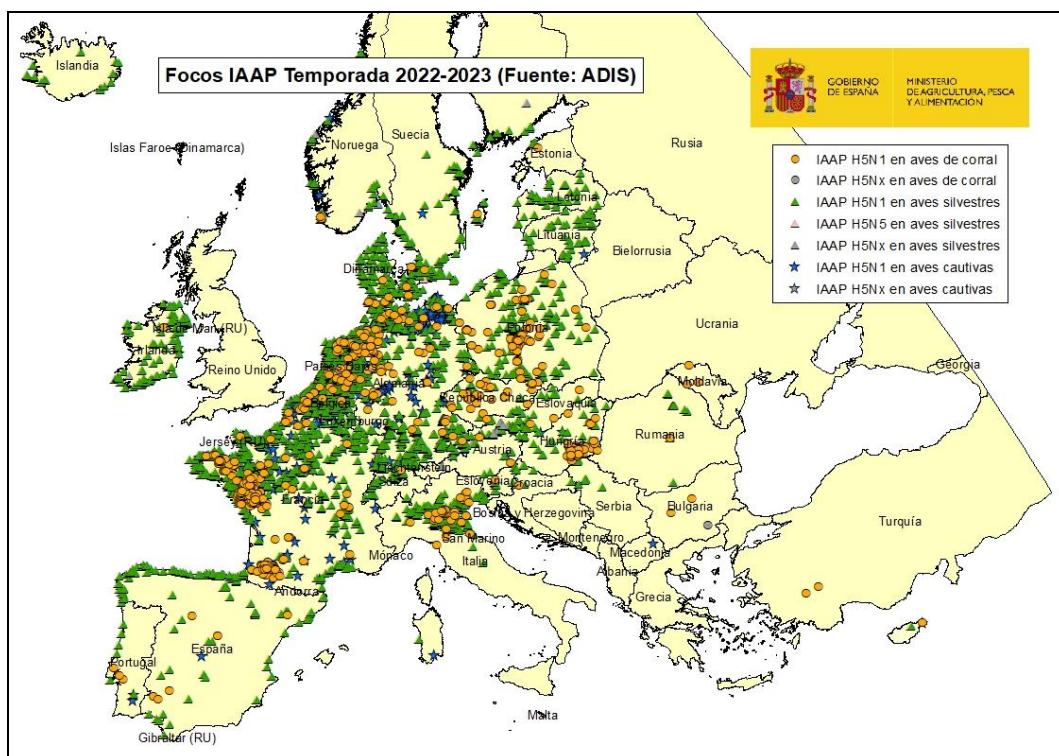 Focos IAAP Temporada 2022-2023 (Fuente: ADIS)
GOBIERNO
DE ESPAÑA
MINISTERIO
DE AGRICULTURA, PESCA
Y ALIMENTACIÓN
IAAP H5N1 en aves de corral
IAAP H5Nx en aves de corral
IAAP H5N1 en aves silvestres
IAAP H5N5 en aves silvestres
IAAP H5Nx en aves silvestres
IAAP H5N1 en aves cautivas
IAAP H5Nx en aves cautivas
Islandia
Islas Faroe (Dinamarca)
Noruega
Suecia
Estonia
Rusia
Letonia
Lituania
Bielorrusia
Dinamarca
Isla de Man (RU)
Irlanda
Reino Unido
Países Bajos
Polonia
Ucrania
Alemania
Bélgica
República Checa
Luxemburgo
Eslovaquia
Moldavia
Georgia
Jersey (RU)
Austria
Hungría
Rumania
Liechtenstein
Suiza
Francia
Eslovenia
Croacia
Bosnia y Herzegovina
Serbia
Bulgaria
San Marino
Montenegro
Turquía
Mónaco
Italia
Macedonia
Albania
Andorra
Grecia
España
Portugal
Malta
Gibraltar (RU)